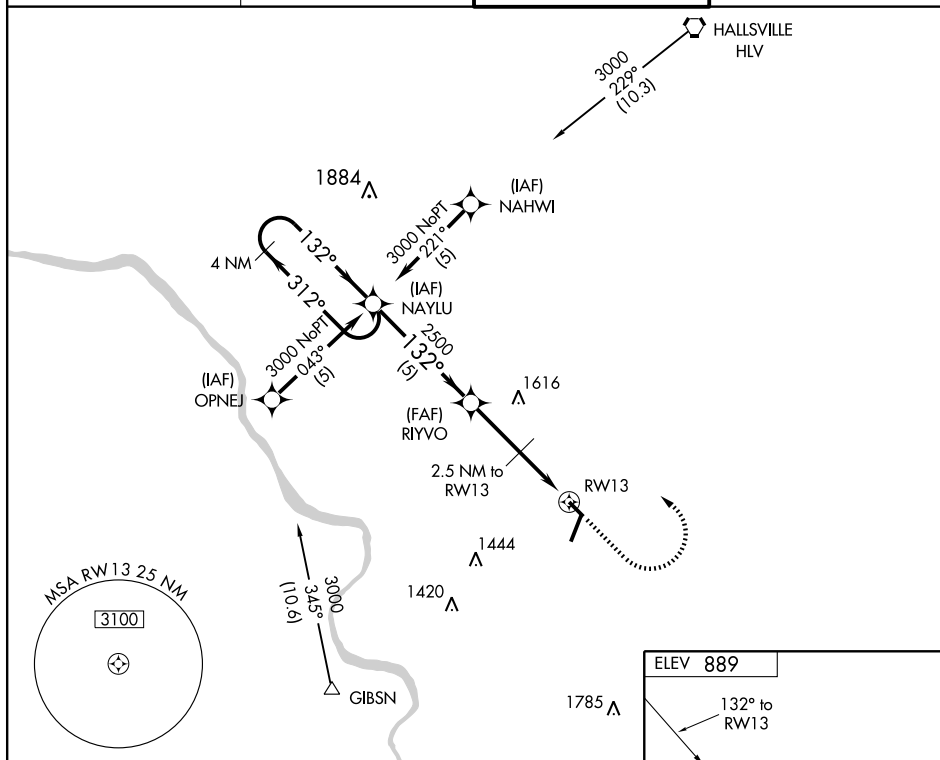 HALLSVILLE
HLV
3000
229°
(10.3)
1884
(IAF)
NAHWI
3000 NoPT
221°
(5)
4 NM
132°
312°
(IAF)
NAYLU
3000 NoPT
043°
(5)
2500
132°
(5)
(IAF)
OPNEJ
1616
(FAF)
RIYVO
2.5 NM to
RW13
RW13
1444
1420
3000
345°
(10.6)
GIBSN
MSA RW13 25 NM
3100
1785
ELEV 889
132° to
RW13